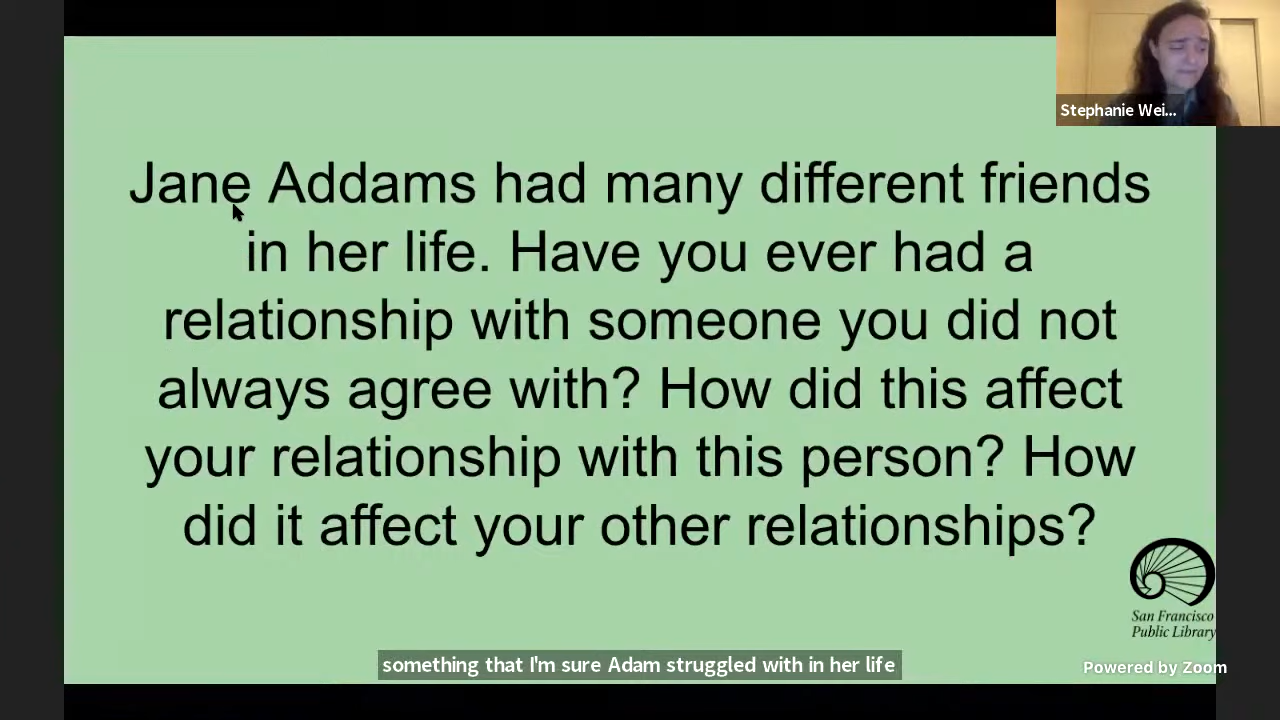 Stephanie Wei...
Jane Addams had many different friends
in her life. Have you ever had a
relationship with someone you did not
always agree with? How did this affect
your relationship with this person? How
did it affect your other relationships?
San Francisco
Public Library
something that I'm sure Adam struggled with in her life
Powered by Zoom